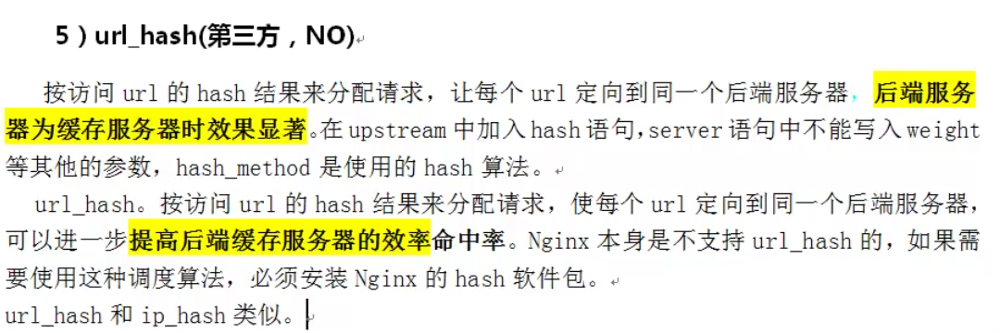 5）url_hash(第三方，NO)
按访问 url 的 hash 结果来分配请求，让每个 url 定向到同一个后端服务器，后端服务
器为缓存服务器时效果显著。在 upstream 中加入 hash 语句，server 语句中不能写入 weight
等其他的参数，hash_method 是使用的 hash 算法。
url_hash。按访问 url 的 hash 结果来分配请求，使每个 url 定向到同一个后端服务器，
可以进一步提高后端缓存服务器的效率命中率。Nginx 本身是不支持 url_hash 的，如果需
要使用这种调度算法，必须安装 Nginx 的 hash 软件包。
url_hash 和 ip_hash 类似。